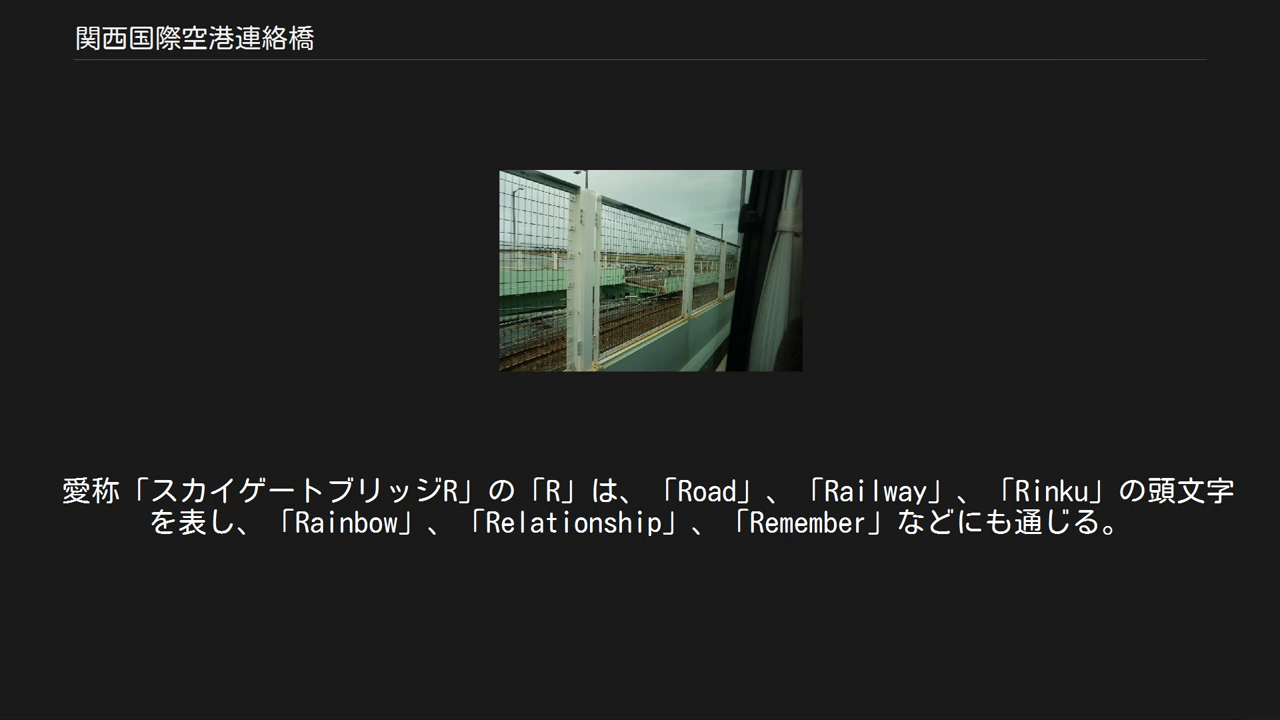 関西国際空港連絡橋
愛称「スカイゲートブリッジR」の「R」は、「Road」、「Railway」、「Rinku」の頭文字
を表し、「Rainbow」、「Relationship」、「Remember」などにも通じる。